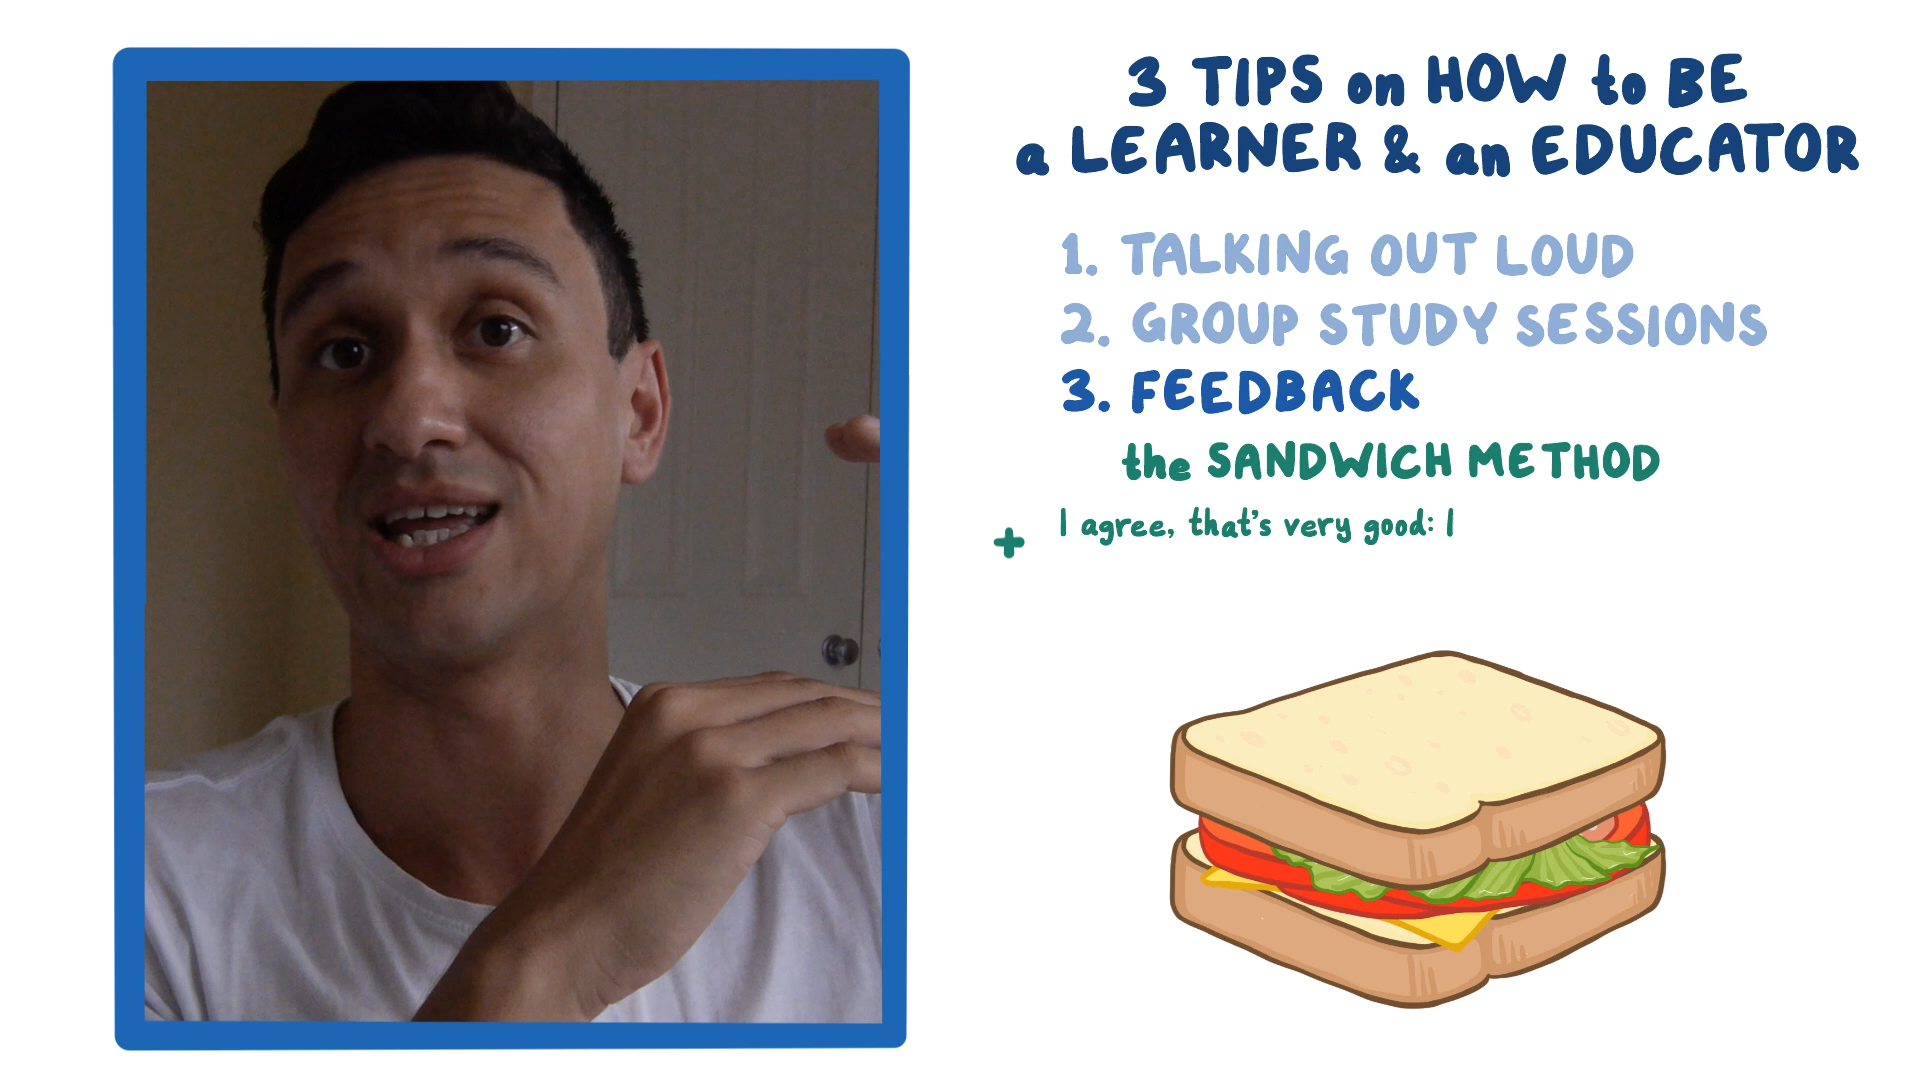 3 TIPS on HOW to BE
a LEARNER & an EDUCATOR
1. TALKING OUT LOUD
2. GROUP STUDY SESSIONS
3. FEEDBACK
the SANDWICH METHOD
+ I agree, that's very good: I